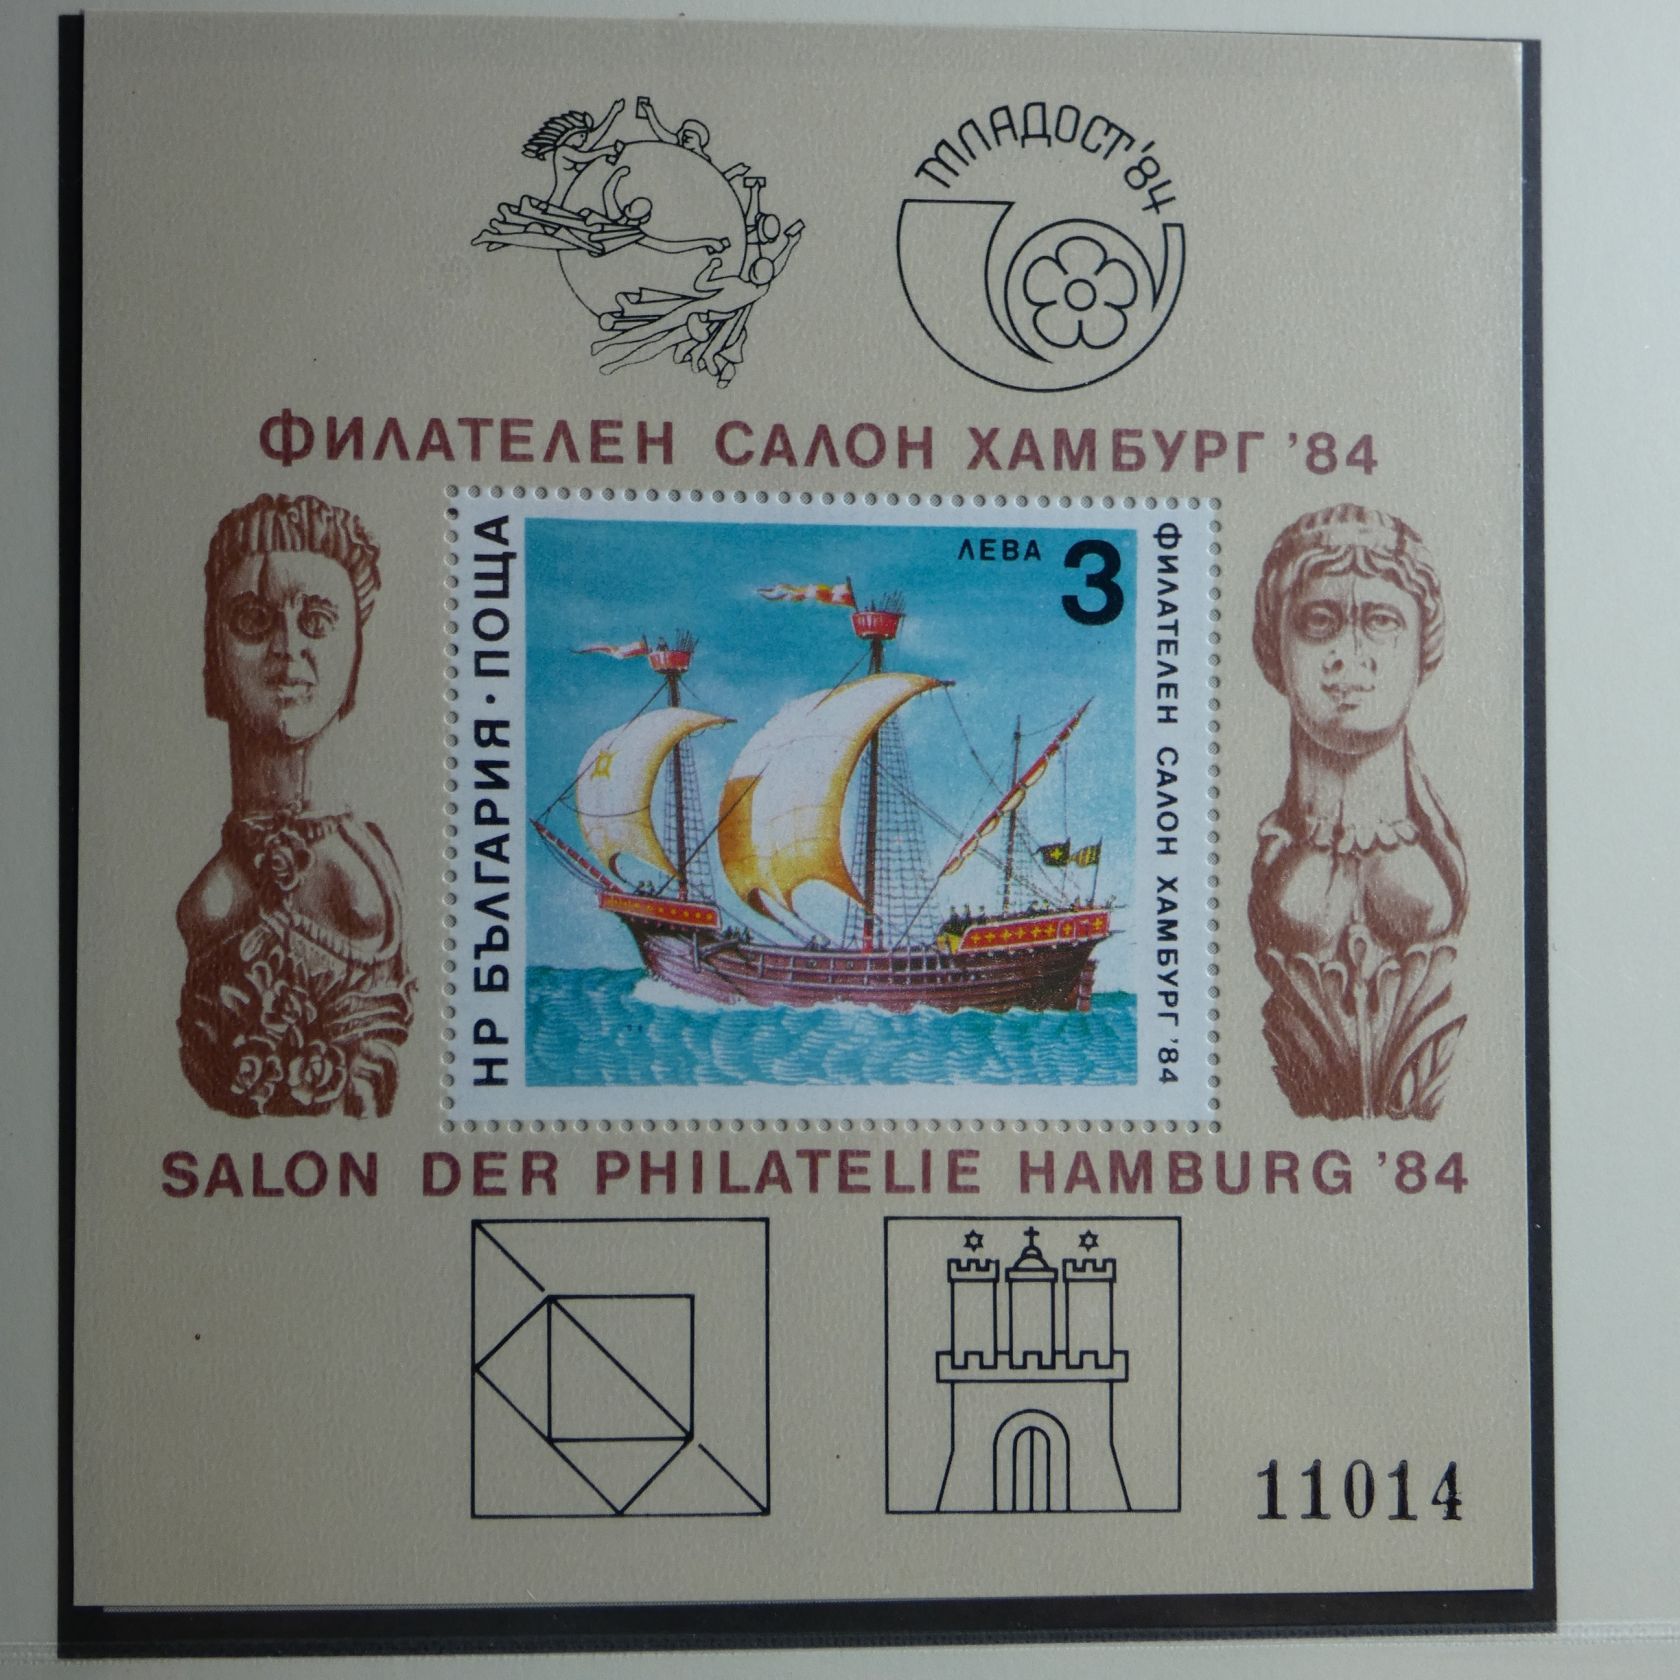 МЛАДОСТ'84
ФИЛАТЕЛЕН САЛОН ХАМБУРГ '84
НР БЪЛГАРИЯ · ПОЩА
ЛЕВА 3
ФИЛАТЕЛЕН САЛОН ХАМБУРГ '84
SALON DER PHILATELIE HAMBURG '84
11014